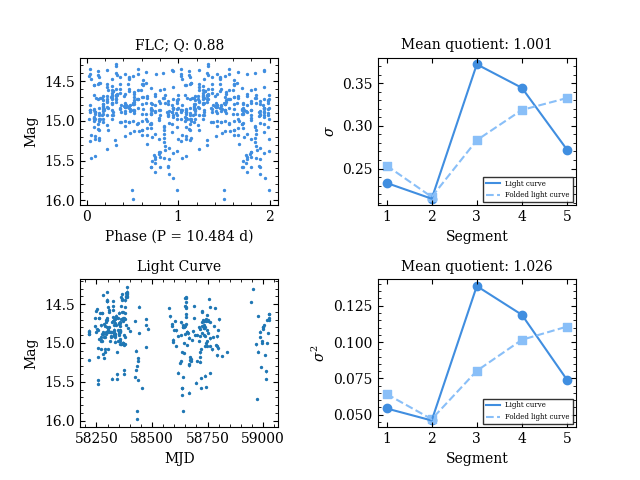 FLC; Q: 0.88
Mag
14.5
15.0
15.5
16.0
0
1
2
Phase (P = 10.484 d)
Mean quotient: 1.001
σ
0.35
0.30
0.25
1
2
3
4
5
Segment
Light curve
Folded light curve
Light Curve
Mag
14.5
15.0
15.5
16.0
58250
58500
58750
59000
MJD
Mean quotient: 1.026
σ²
0.125
0.100
0.075
0.050
1
2
3
4
5
Segment
Light curve
Folded light curve